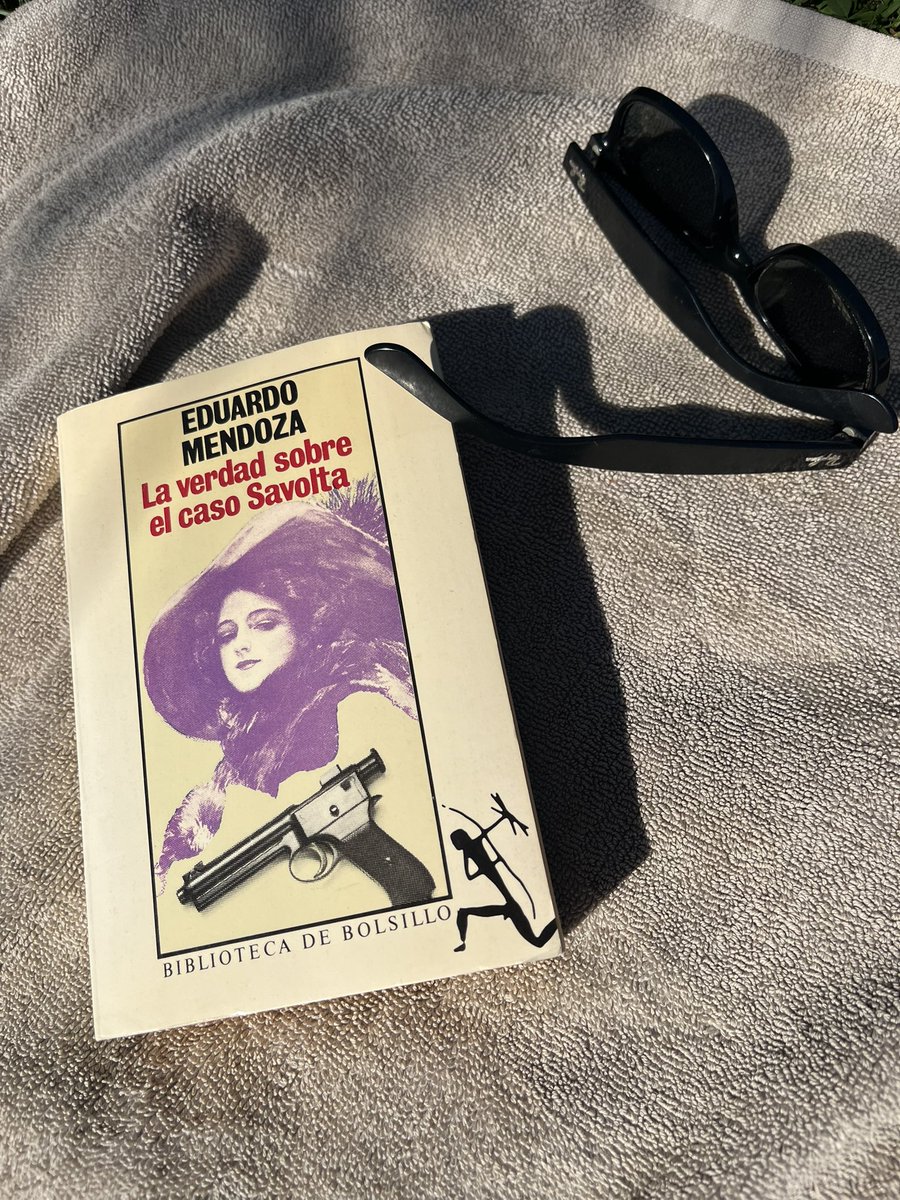 EDUARDO
MENDOZA
La verdad sobre
el caso Savolta
BIBLIOTECA DE BOLSILLO